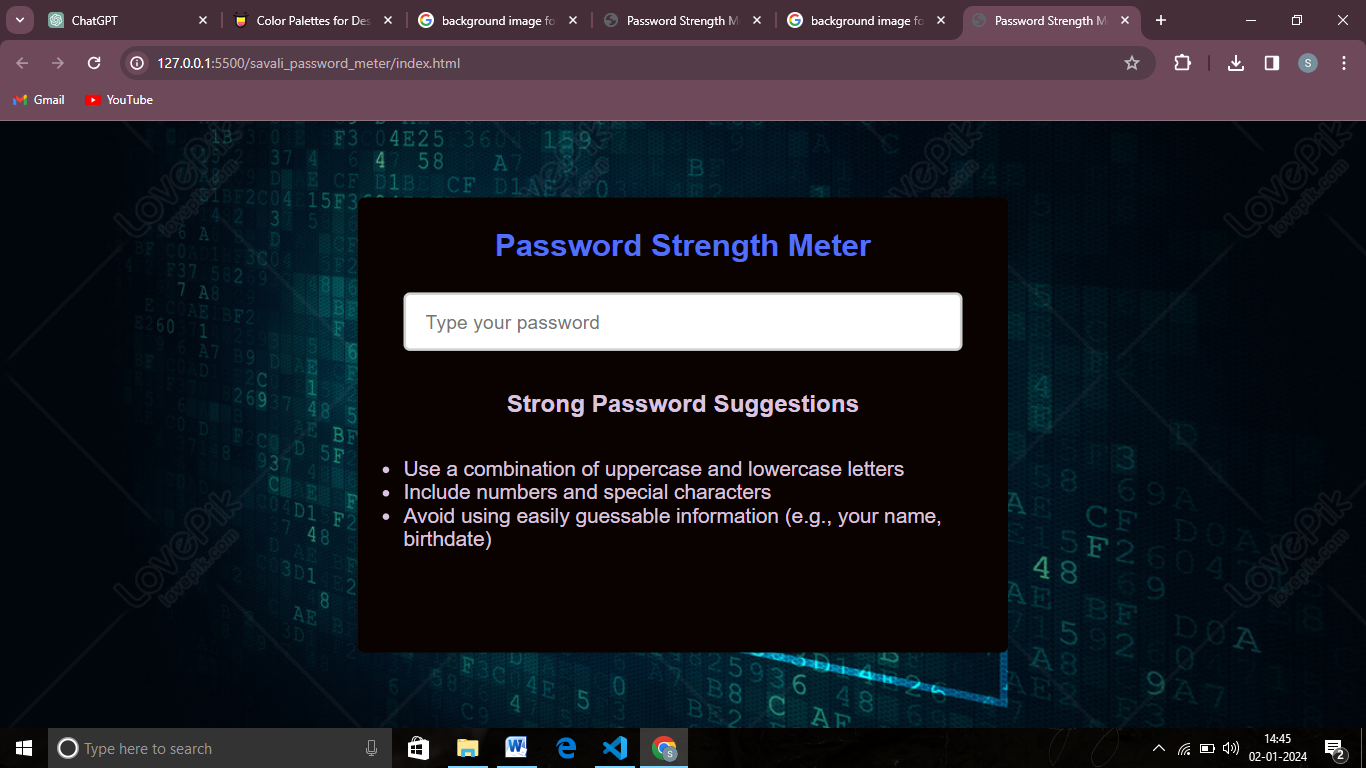 ChatGPT
Color Palettes for Des
background image fo
Password Strength M
background image fo
Password Strength M
127.0.0.1:5500/savali_password_meter/index.html
S
Gmail
YouTube
LovePik
lovepik.com
Password Strength Meter
Type your password
Strong Password Suggestions
• Use a combination of uppercase and lowercase letters
• Include numbers and special characters
• Avoid using easily guessable information (e.g., your name,
birthdate)
Type here to search
14:45
02-01-2024
2